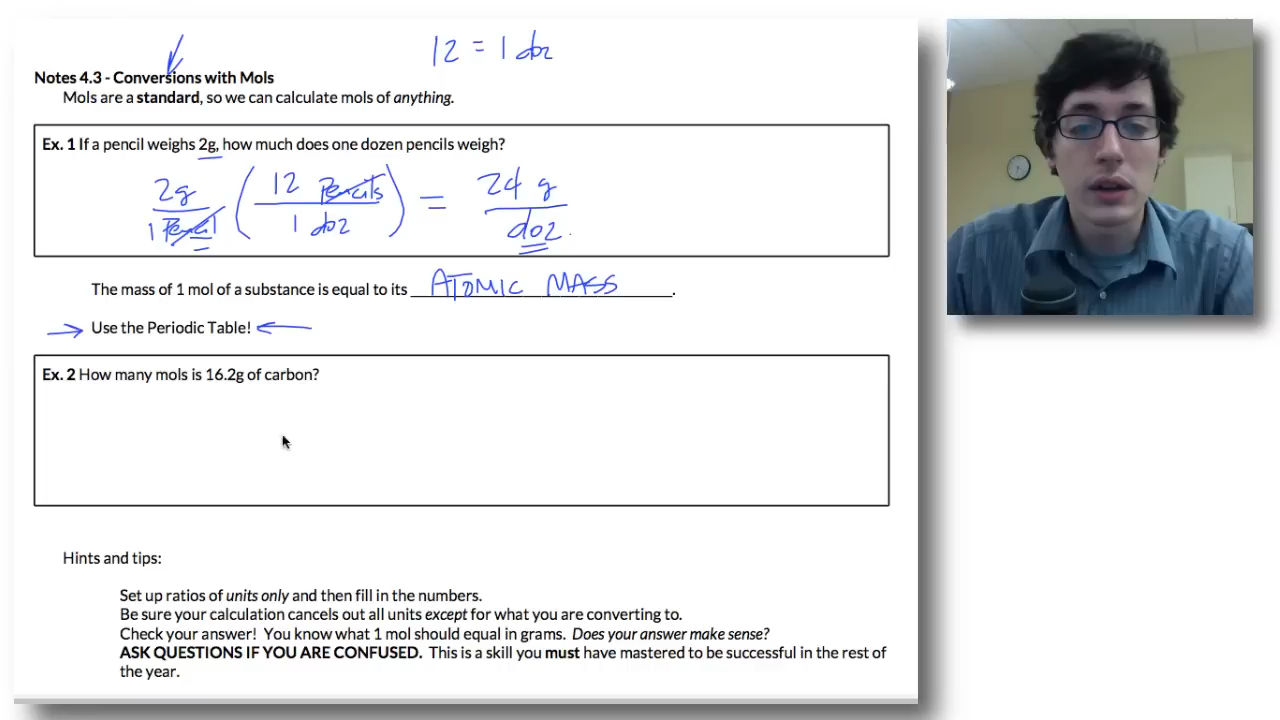 12 = 1 doz
Notes 4.3 - Conversions with Mols
Mols are a standard, so we can calculate mols of anything.
Ex. 1 If a pencil weighs 2g, how much does one dozen pencils weigh?
2g / 1 Pencil ( 12 Pencils / 1 doz ) = 24 g / doz.
The mass of 1 mol of a substance is equal to its ATOMIC MASS.
→ Use the Periodic Table! ←
Ex. 2 How many mols is 16.2g of carbon?
Hints and tips:
Set up ratios of units only and then fill in the numbers.
Be sure your calculation cancels out all units except for what you are converting to.
Check your answer! You know what 1 mol should equal in grams. Does your answer make sense?
ASK QUESTIONS IF YOU ARE CONFUSED. This is a skill you must have mastered to be successful in the rest of
the year.